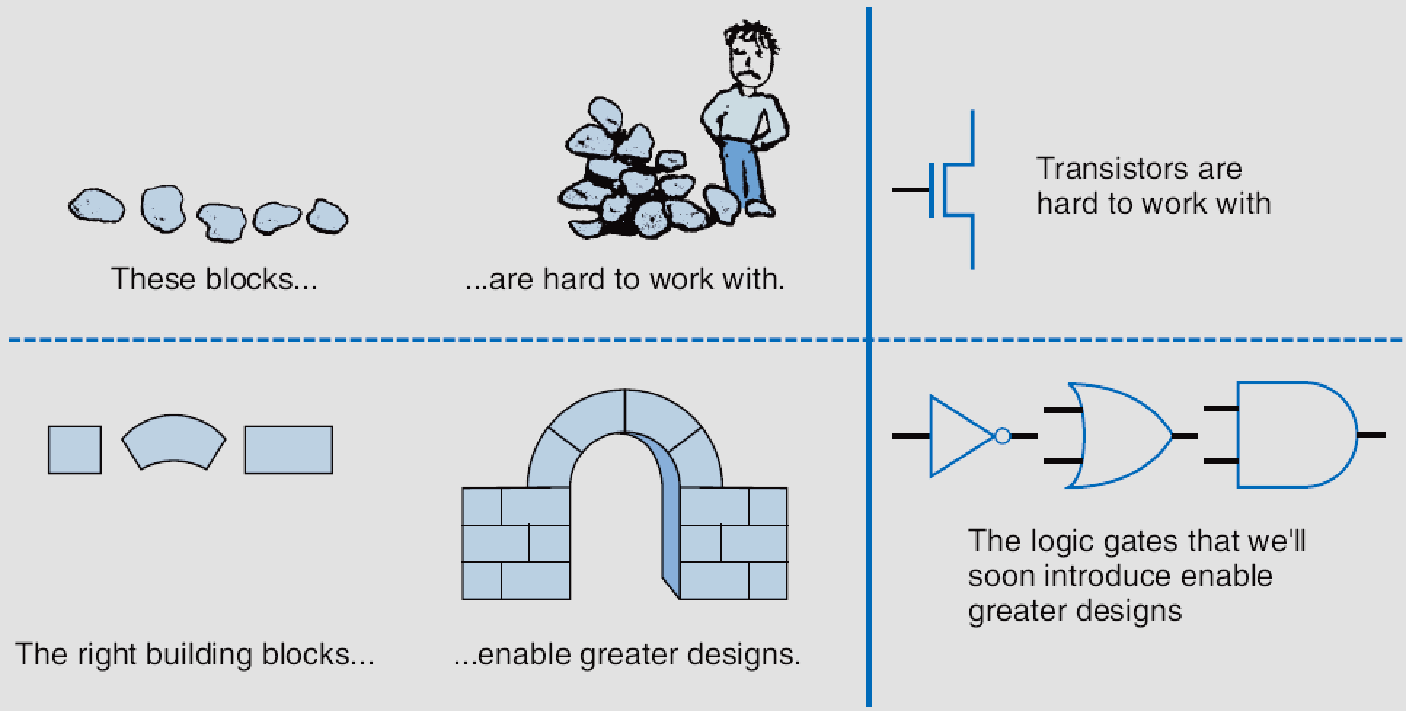 These blocks...
...are hard to work with.
Transistors are
hard to work with
The right building blocks...
...enable greater designs.
The logic gates that we'll
soon introduce enable
greater designs